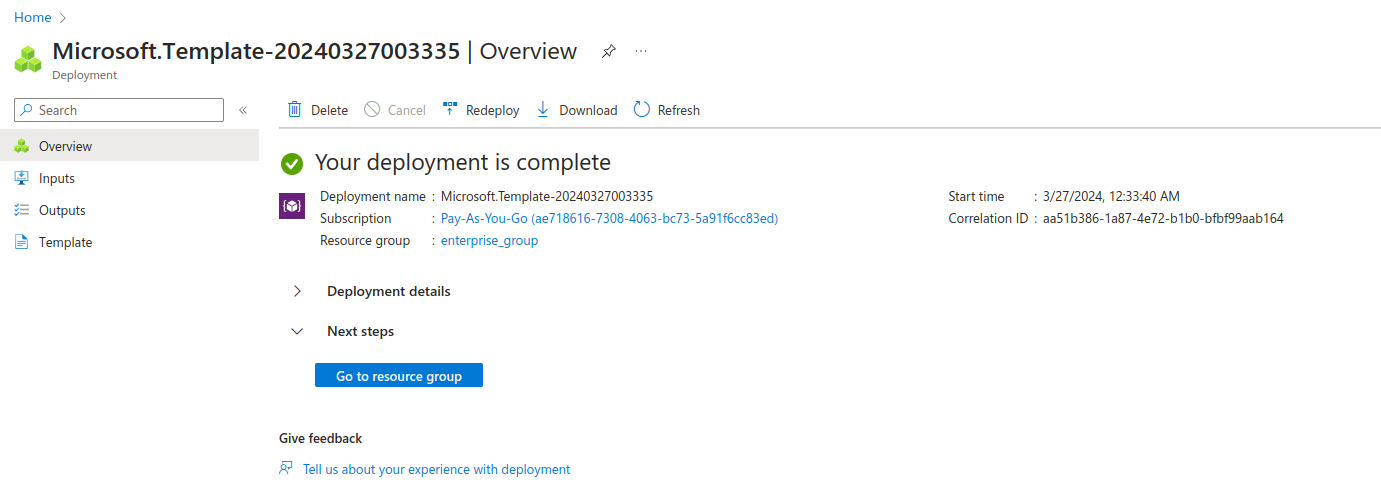 Home
Microsoft.Template-20240327003335 | Overview
Deployment
Search
Overview
Inputs
Outputs
Template
Delete Cancel Redeploy Download Refresh
Your deployment is complete
Deployment name : Microsoft.Template-20240327003335 Start time : 3/27/2024, 12:33:40 AM
Subscription : Pay-As-You-Go (ae718616-7308-4063-bc73-5a91f6cc83ed) Correlation ID : aa51b386-1a87-4e72-b1b0-bfbf99aab164
Resource group : enterprise_group
Deployment details
Next steps
Go to resource group
Give feedback
Tell us about your experience with deployment